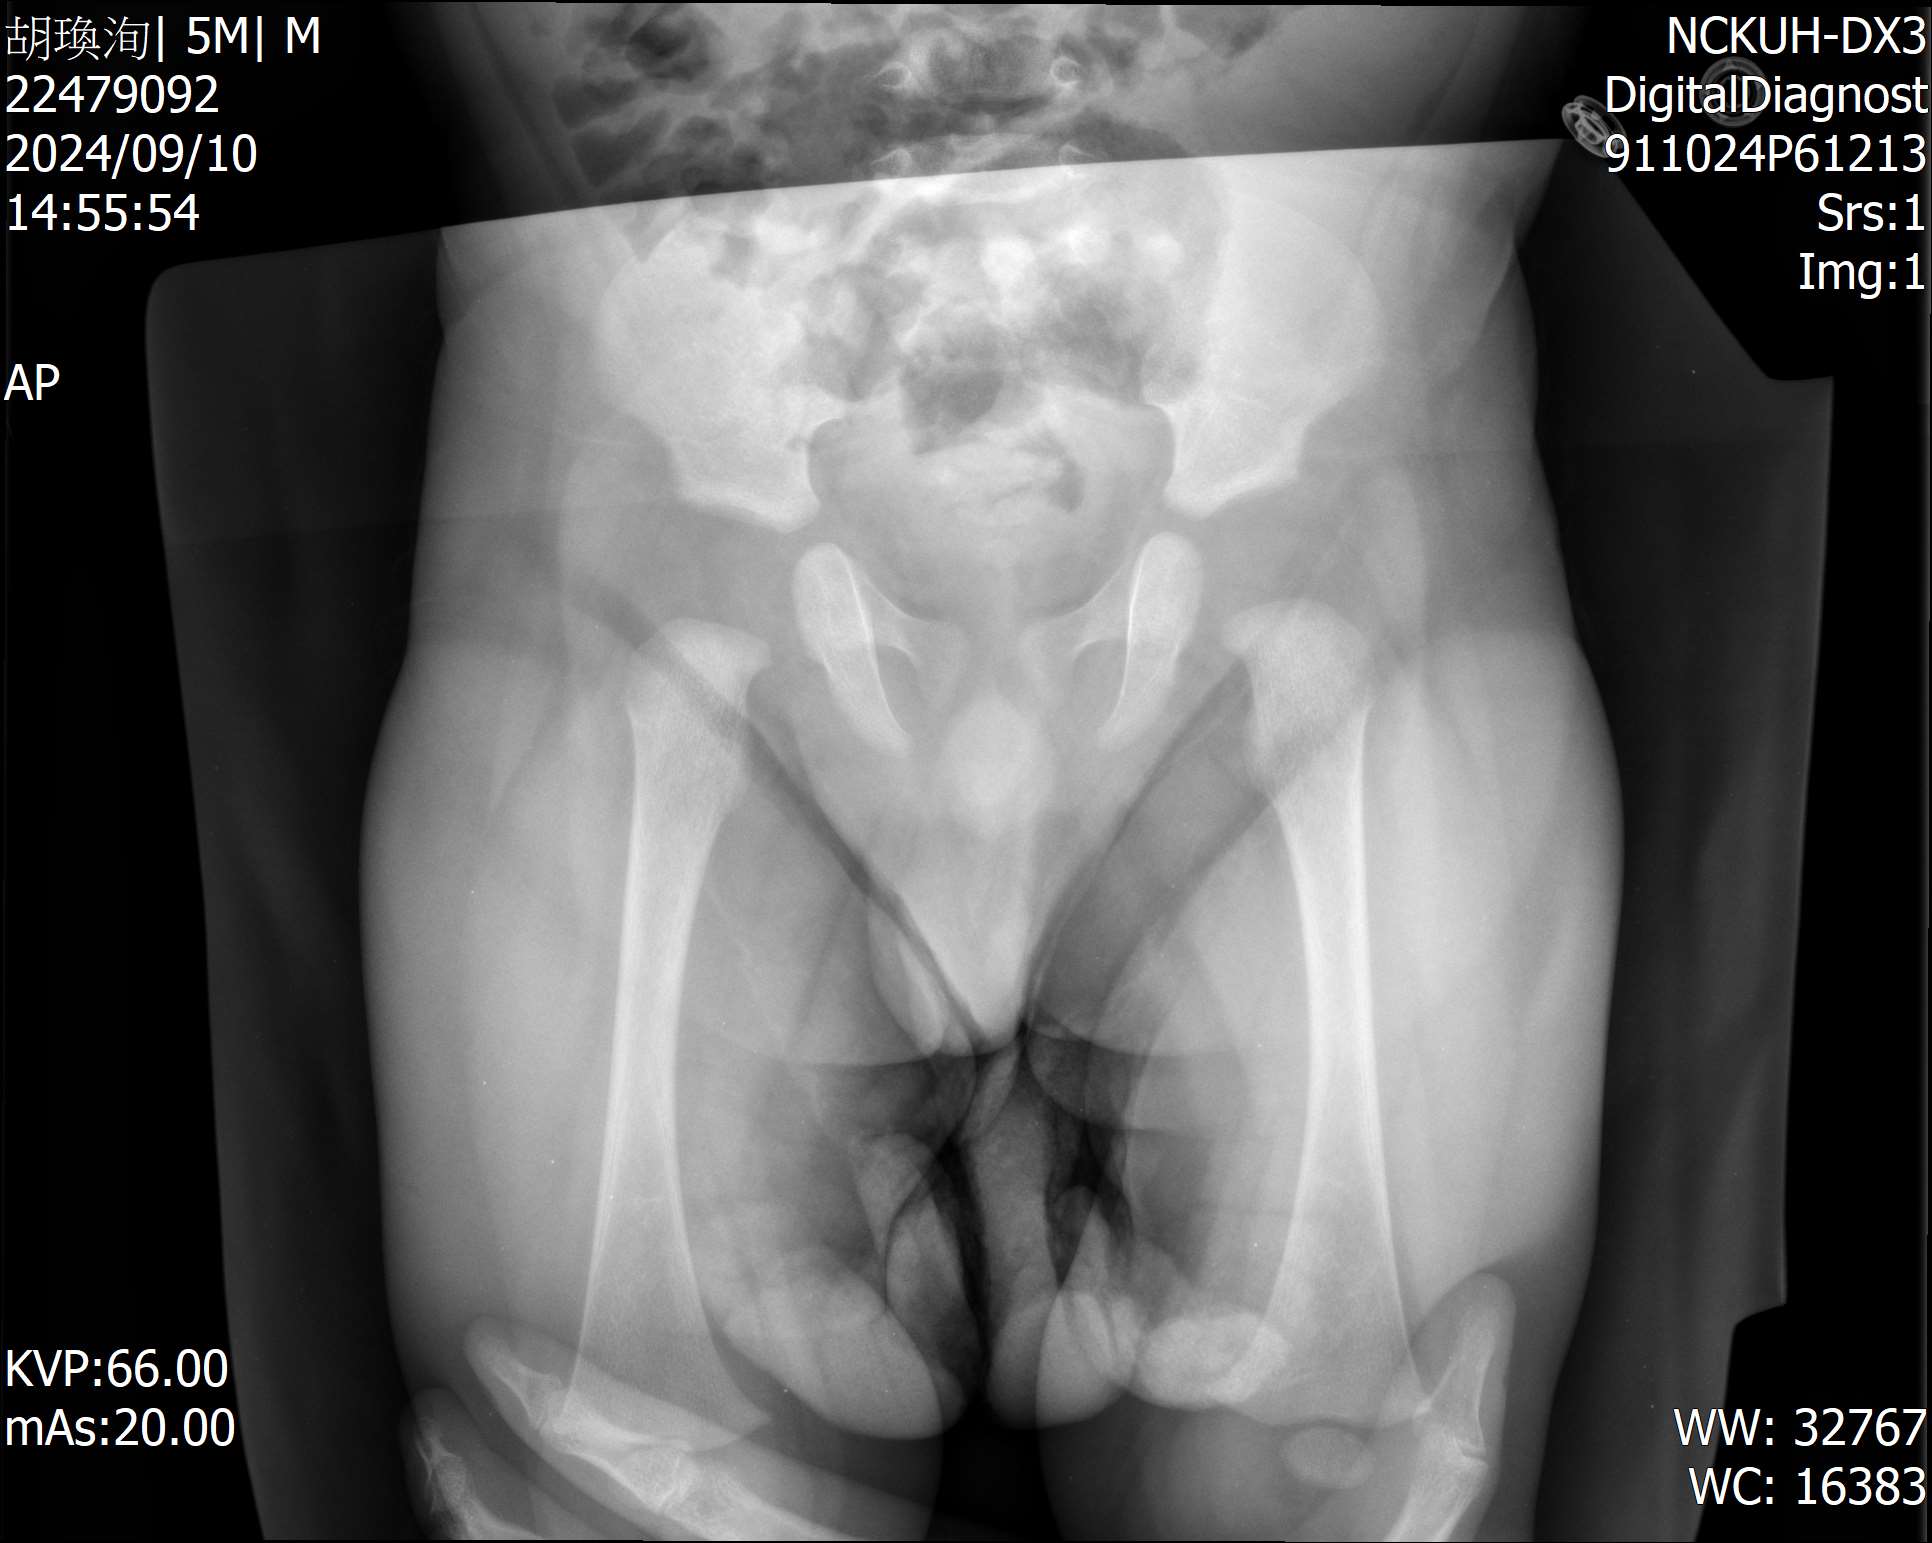 胡瑍洵| 5M| M
22479092
2024/09/10
14:55:54
AP
NCKUH-DX3
DigitalDiagnost
911024P61213
Srs:1
Img:1
KVP:66.00
mAs:20.00
WW: 32767
WC: 16383